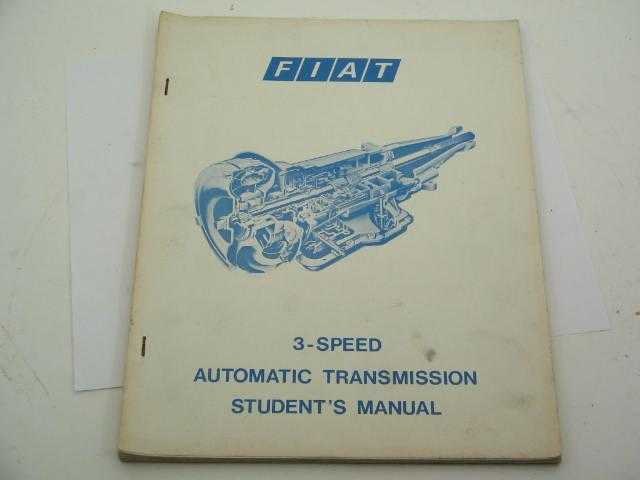 FIAT
3-SPEED
AUTOMATIC TRANSMISSION
STUDENT'S MANUAL